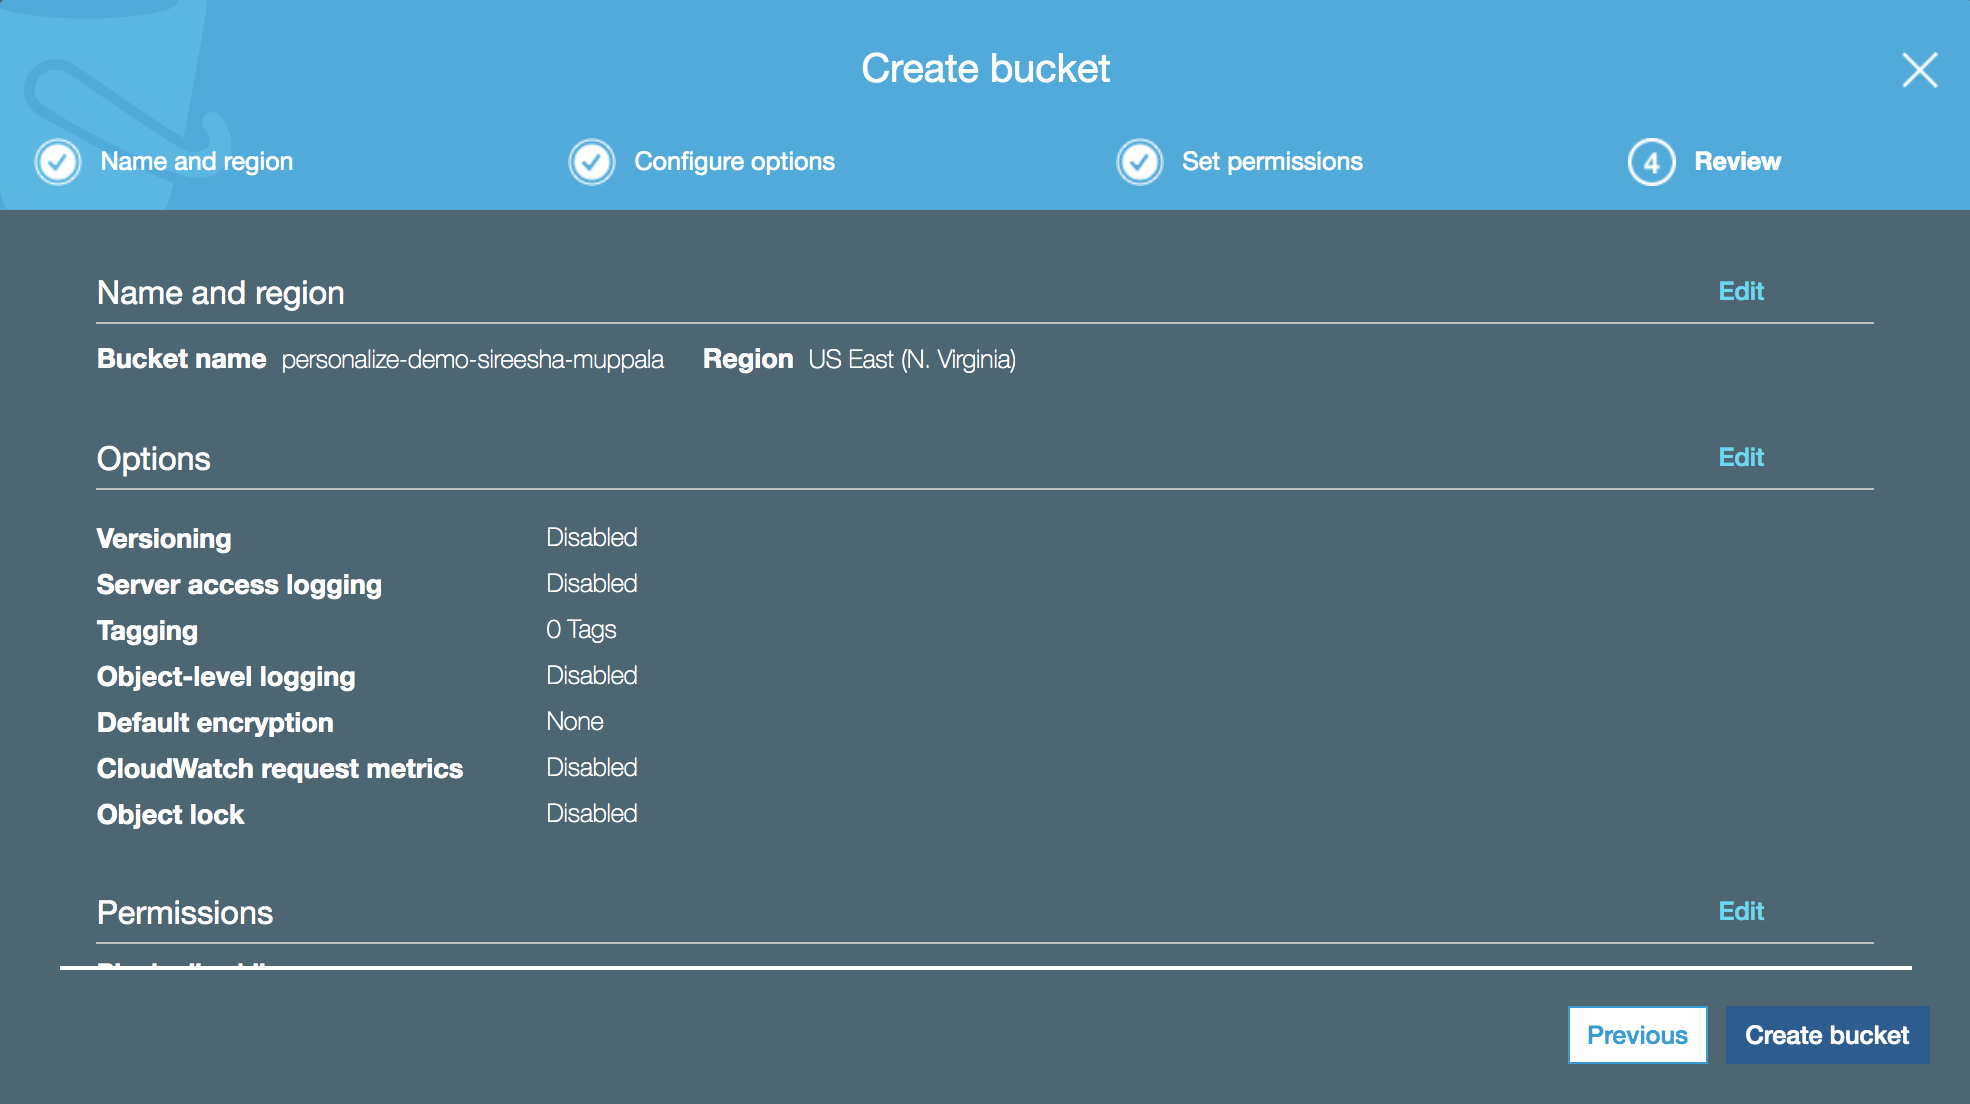 Create bucket
Name and region
Configure options
Set permissions
4 Review
Name and region Edit
Bucket name personalize-demo-sireesha-muppala Region US East (N. Virginia)
Options Edit
Versioning Disabled
Server access logging Disabled
Tagging 0 Tags
Object-level logging Disabled
Default encryption None
CloudWatch request metrics Disabled
Object lock Disabled
Permissions Edit
Previous Create bucket